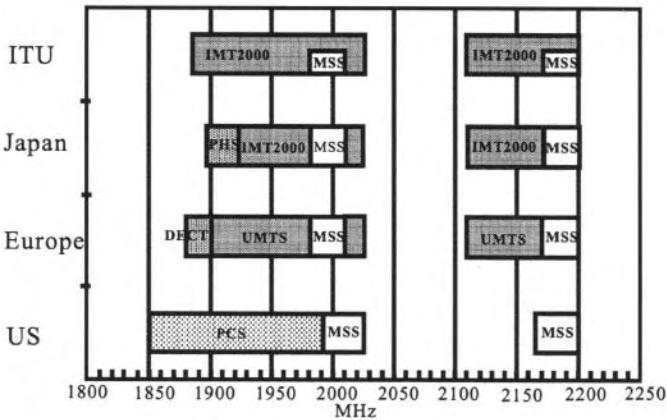 ITU IMT2000 MSS IMT2000 MSS
Japan PHS IMT2000 MSS IMT2000 MSS
Europe DECT UMTS MSS UMTS MSS
US PCS MSS MSS
1800 1850 1900 1950 2000 2050 2100 2150 2200 2250
MHz